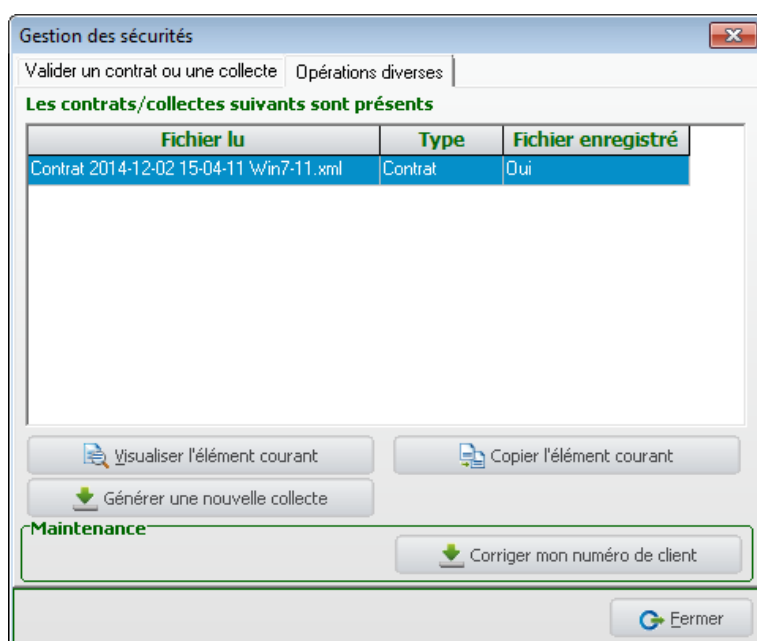 Gestion des sécurités
Valider un contrat ou une collecte Opérations diverses
Les contrats/collectes suivants sont présents
Fichier lu Type Fichier enregistré
Contrat 2014-12-02 15-04-11 Win7-11.xml Contrat Oui
Visualiser l'élément courant Copier l'élément courant
Générer une nouvelle collecte
Maintenance
Corriger mon numéro de client
Fermer